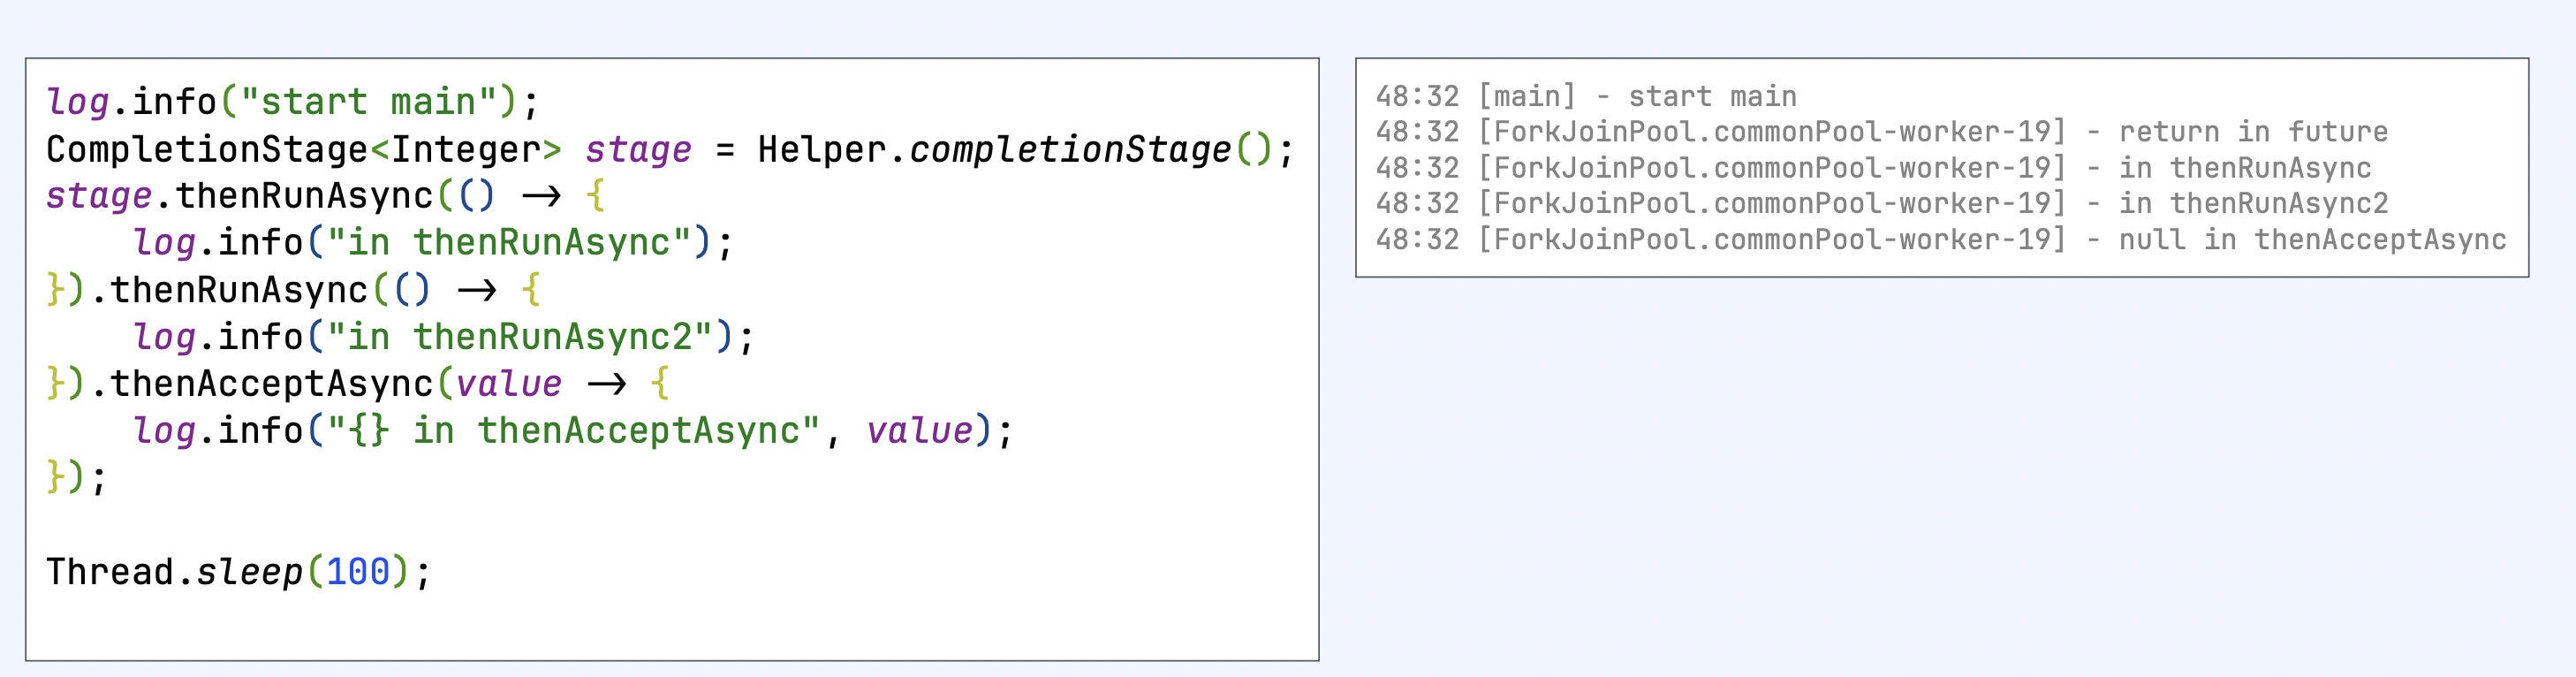 log.info("start main");
CompletionStage<Integer> stage = Helper.completionStage();
stage.thenRunAsync(() → {
    log.info("in thenRunAsync");
}).thenRunAsync(() → {
    log.info("in thenRunAsync2");
}).thenAcceptAsync(value → {
    log.info("{} in thenAcceptAsync", value);
});
Thread.sleep(100);
48:32 [main] - start main
48:32 [ForkJoinPool.commonPool-worker-19] - return in future
48:32 [ForkJoinPool.commonPool-worker-19] - in thenRunAsync
48:32 [ForkJoinPool.commonPool-worker-19] - in thenRunAsync2
48:32 [ForkJoinPool.commonPool-worker-19] - null in thenAcceptAsync